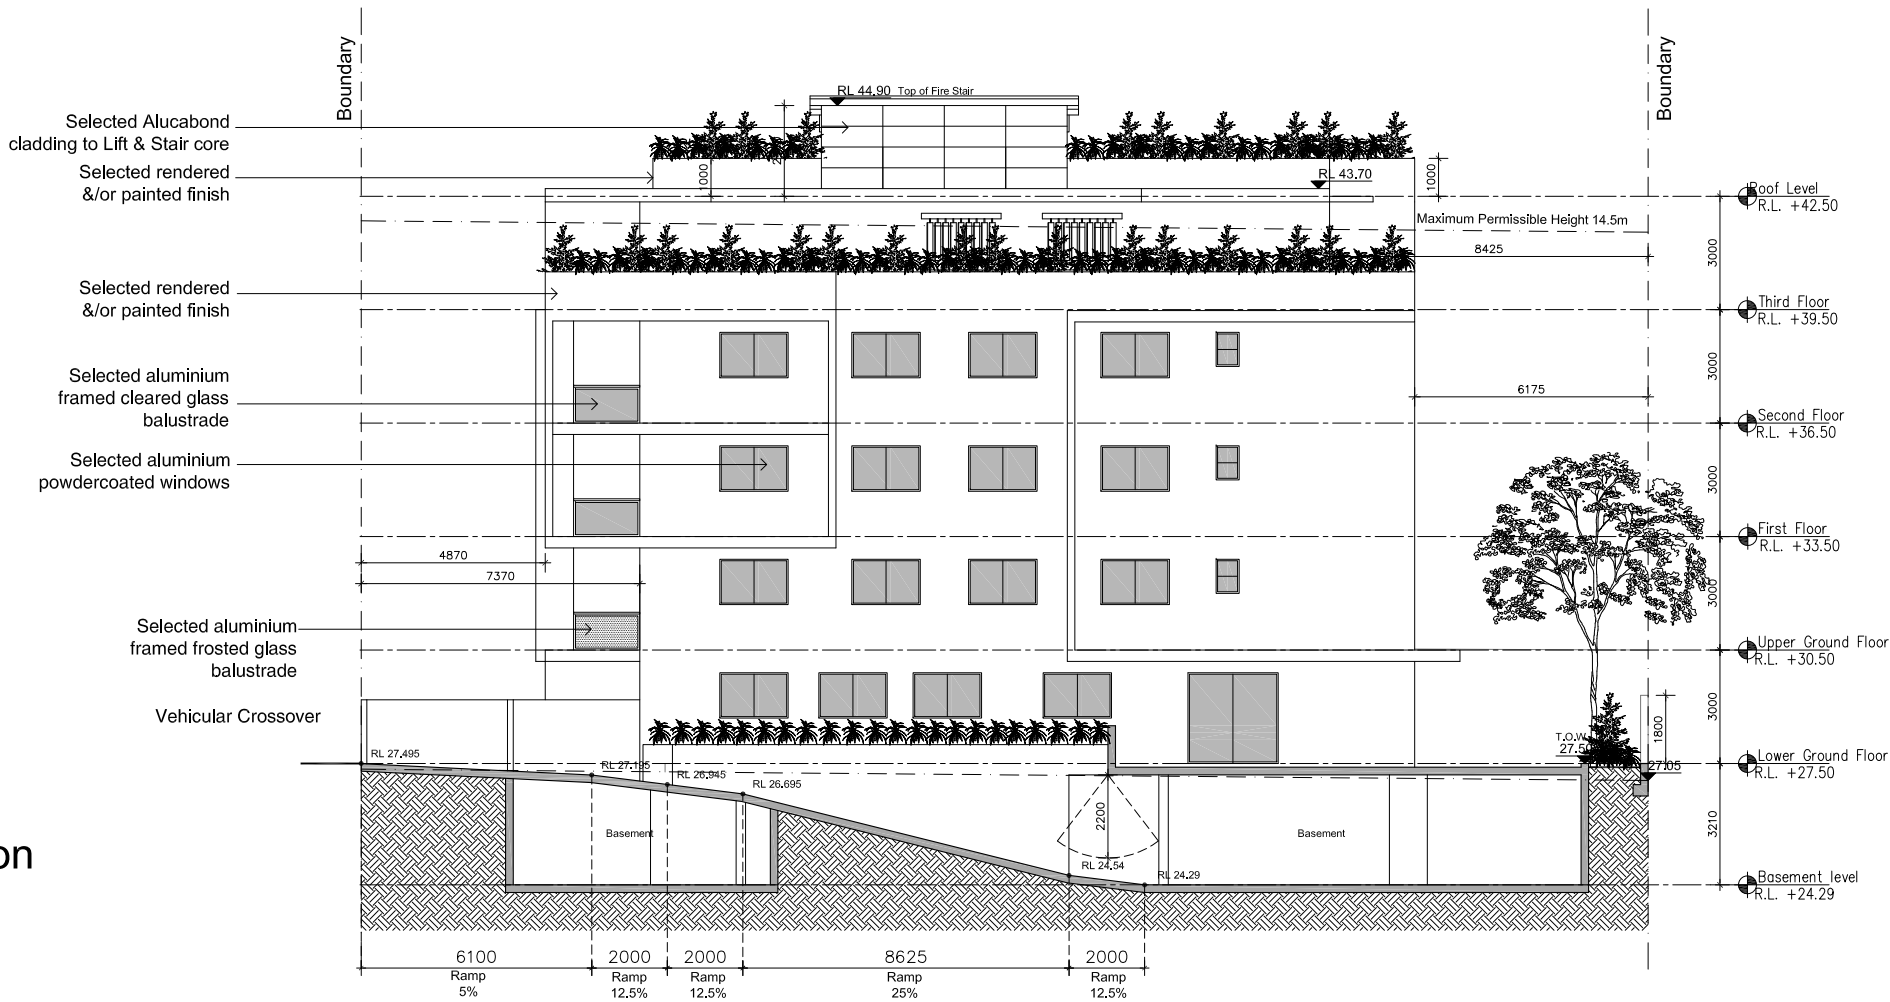 Boundary
Boundary
RL 44.90 Top of Fire Stair
Selected Alucabond
cladding to Lift & Stair core
Selected rendered
&/or painted finish
1000
2
RL 43.70
1000
Roof Level
R.L. +42.50
Maximum Permissible Height 14.5m
8425
3000
Selected rendered
&/or painted finish
Third Floor
R.L. +39.50
3000
Selected aluminium
framed cleared glass
balustrade
6175
Second Floor
R.L. +36.50
Selected aluminium
powdercoated windows
3000
First Floor
R.L. +33.50
4870
7370
3000
Selected aluminium
framed frosted glass
balustrade
Upper Ground Floor
R.L. +30.50
Vehicular Crossover
3000
1800
T.O.W
27.50
RL 27.495
Lower Ground Floor
R.L. +27.50
27.05
RL 27.195
RL 26.945
RL 26.695
2200
3210
Basement
Basement
on
RL 24.54
RL 24.29
Basement level
R.L. +24.29
6100 2000 2000 8625 2000
Ramp Ramp Ramp Ramp Ramp
5% 12.5% 12.5% 25% 12.5%